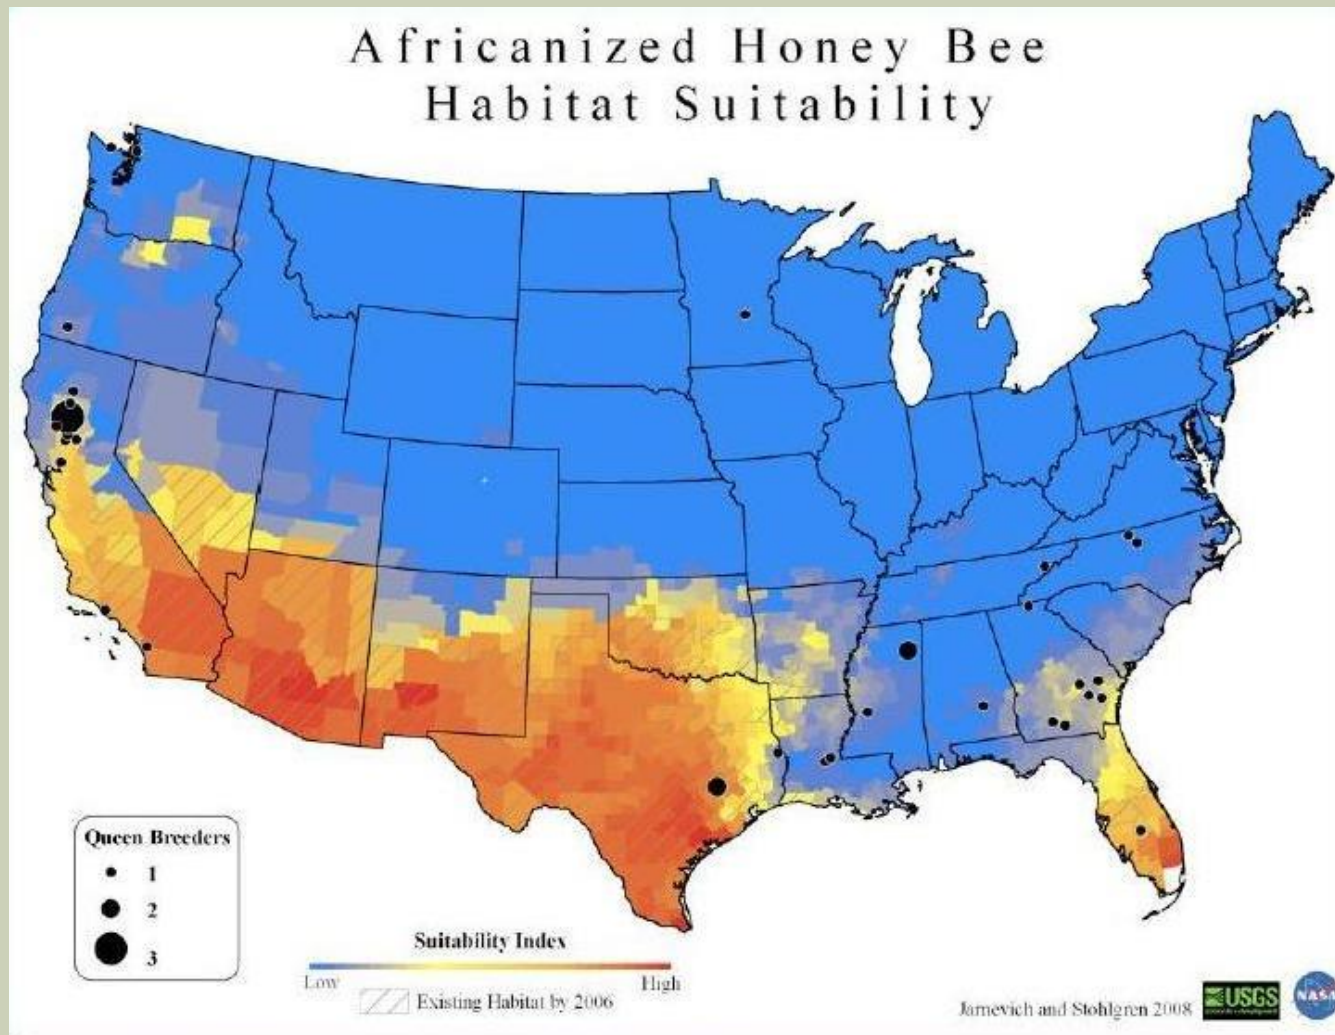 Africanized Honey Bee
Habitat Suitability
Queen Breeders
1
2
3
Suitability Index
Low
High
Existing Habitat by 2006
Jarnevich and Stohlgren 2008
USGS
NASA